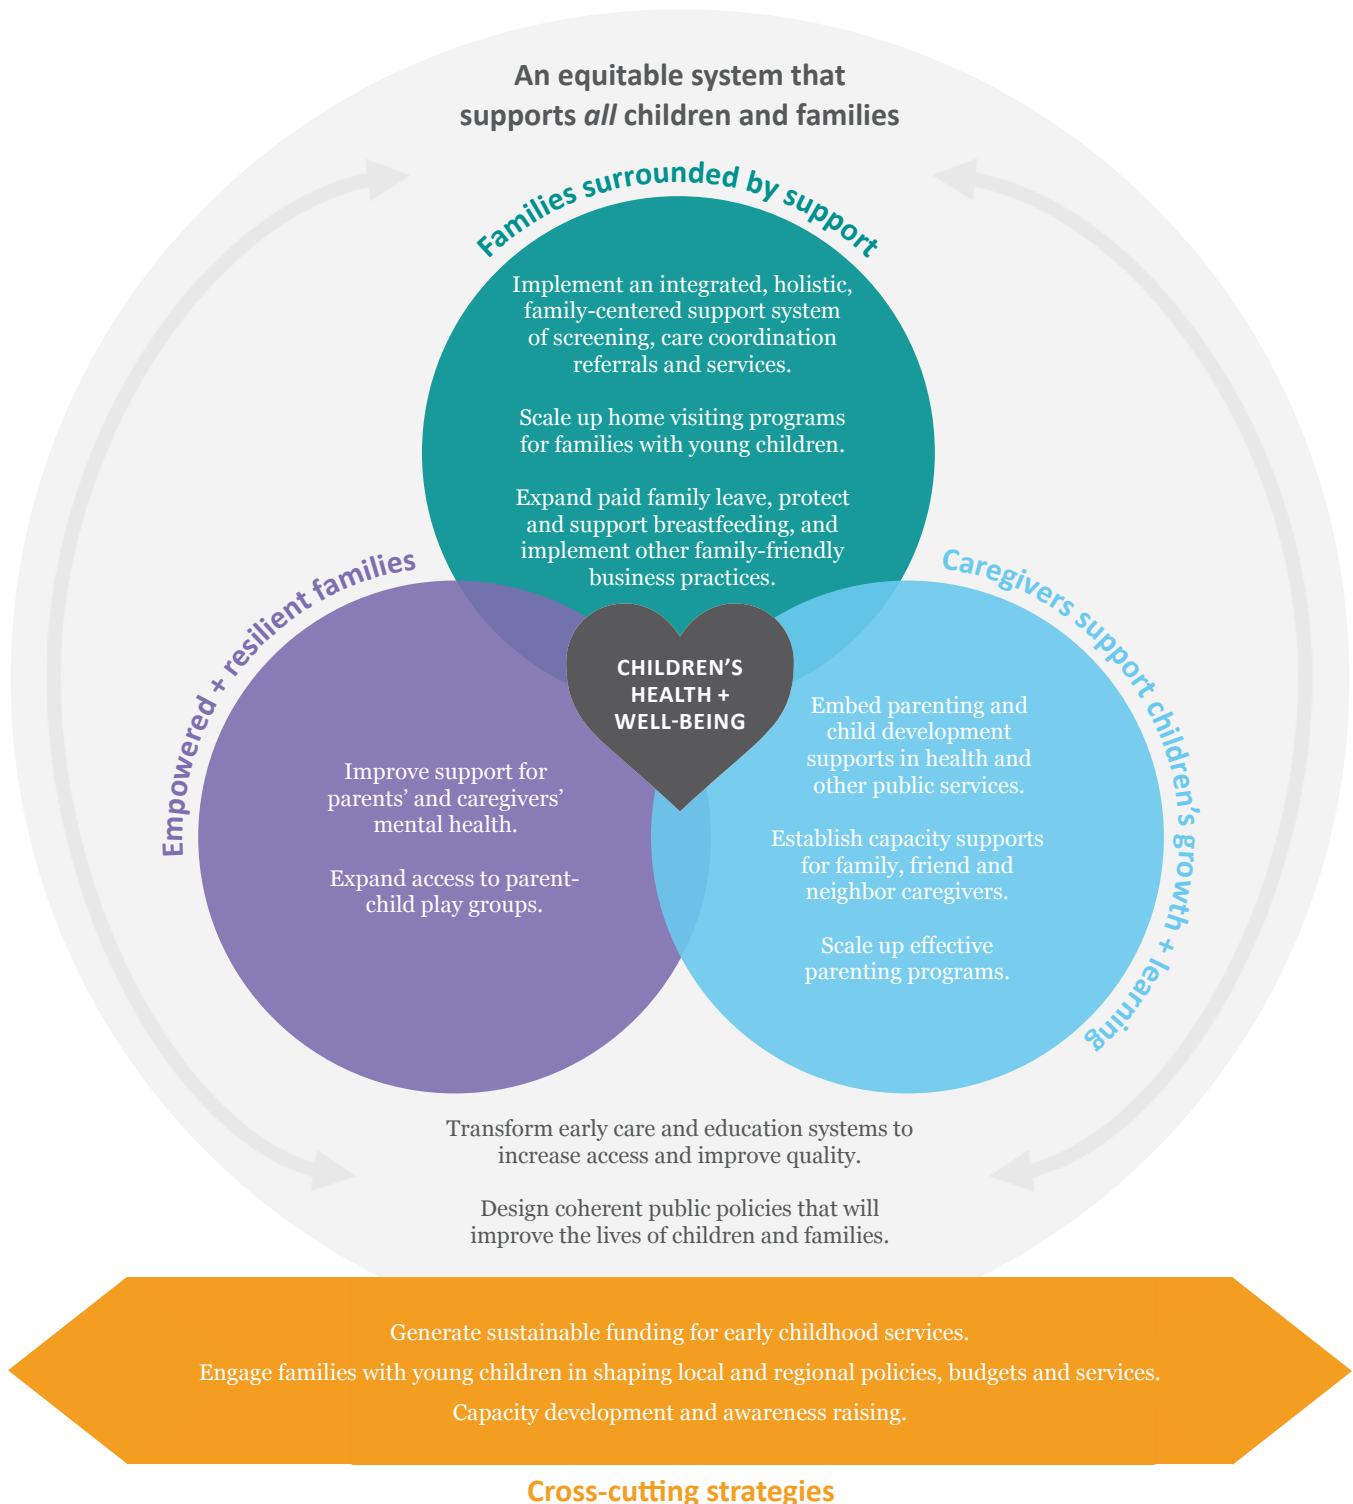 An equitable system that
supports all children and families
Families surrounded by support
Implement an integrated, holistic,
family-centered support system
of screening, care coordination
referrals and services.
Scale up home visiting programs
for families with young children.
Expand paid family leave, protect
and support breastfeeding, and
implement other family-friendly
business practices.
Empowered + resilient families
Improve support for
parents’ and caregivers’
mental health.
Expand access to parent-
child play groups.
CHILDREN’S
HEALTH +
WELL-BEING
Caregivers support children’s growth + learning
Embed parenting and
child development
supports in health and
other public services.
Establish capacity supports
for family, friend and
neighbor caregivers.
Scale up effective
parenting programs.
Transform early care and education systems to
increase access and improve quality.
Design coherent public policies that will
improve the lives of children and families.
Generate sustainable funding for early childhood services.
Engage families with young children in shaping local and regional policies, budgets and services.
Capacity development and awareness raising.
Cross-cutting strategies